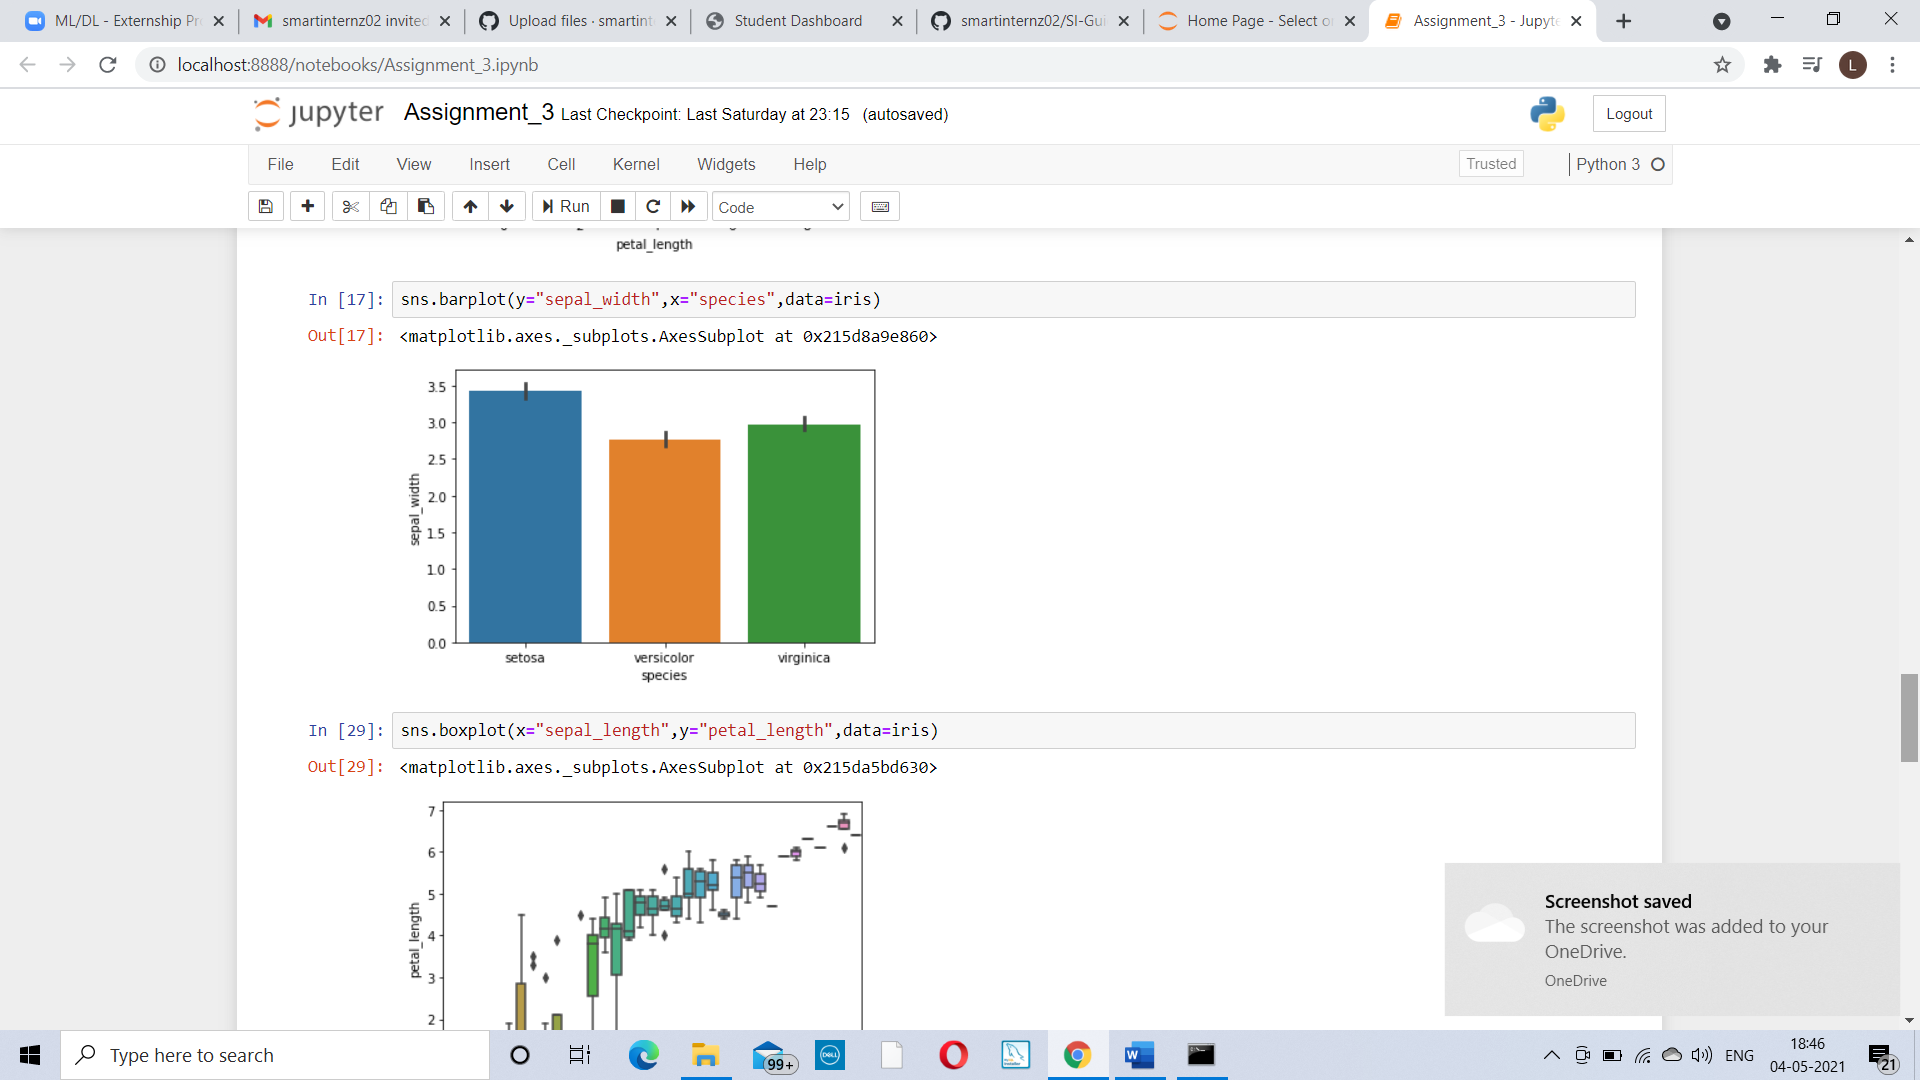 ML/DL - Externship Pr
smartinternz02 invited
Upload files · smartint
Student Dashboard
smartinternz02/SI-Gui
Home Page - Select or
Assignment_3 - Jupyte
localhost:8888/notebooks/Assignment_3.ipynb
L
jupyter
Assignment_3 Last Checkpoint: Last Saturday at 23:15 (autosaved)
Logout
File Edit View Insert Cell Kernel Widgets Help
Trusted
Python 3
Run
Code
petal_length
In [17]: sns.barplot(y="sepal_width",x="species",data=iris)
Out[17]: <matplotlib.axes._subplots.AxesSubplot at 0x215d8a9e860>
3.5
3.0
2.5
2.0
1.5
1.0
0.5
0.0
sepal_width
setosa versicolor virginica
species
In [29]: sns.boxplot(x="sepal_length",y="petal_length",data=iris)
Out[29]: <matplotlib.axes._subplots.AxesSubplot at 0x215da5bd630>
7
6
5
4
3
2
petal_length
Screenshot saved
The screenshot was added to your
OneDrive.
OneDrive
Type here to search
99+
DELL
W
ENG
18:46
04-05-2021
21